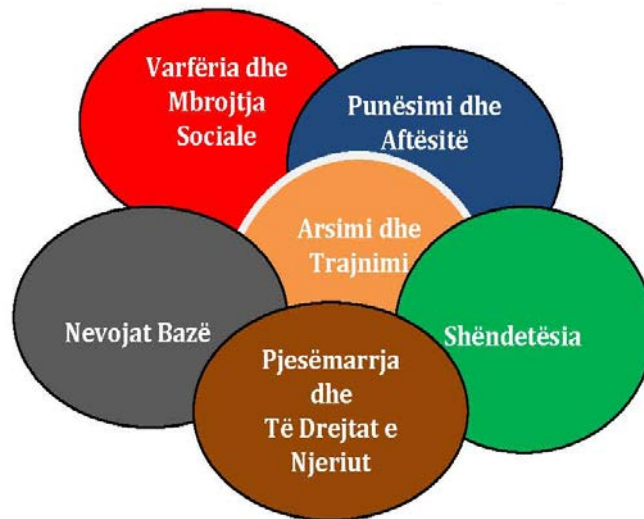 Varfëria dhe
Mbrojtja
Sociale
Punësimi dhe
Aftësitë
Arsimi dhe
Trajnimi
Nevojat Bazë
Shëndetësia
Pjesëmarrja
dhe
Të Drejtat e
Njeriut